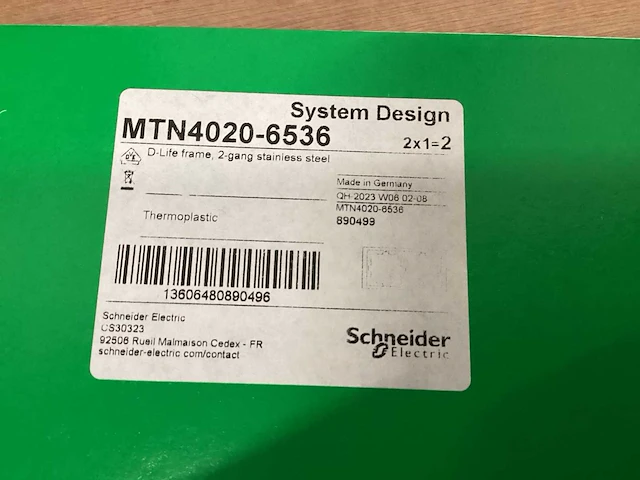 System Design
MTN4020-6536
2x1=2
D-Life frame, 2-gang stainless steel
Made in Germany
QH-2023 W06 02-08
MTN4020-6536
890499
Thermoplastic
13606480890496
Schneider Electric
CS30323
92506 Rueil Malmaison Cedex - FR
schneider-electric.com/contact
Schneider
Electric